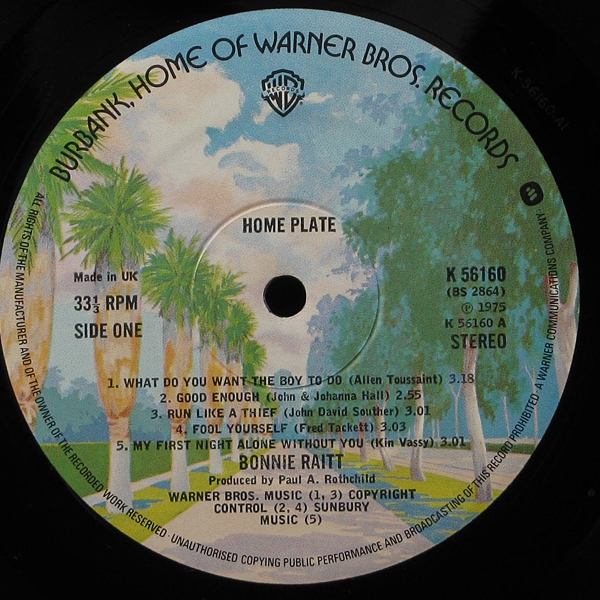 BURBANK, HOME OF WARNER BROS. RECORDS
RECORDS
K-56160-A1
HOME PLATE
Made in UK
33⅓ RPM
SIDE ONE
K 56160
(BS 2864)
℗ 1975
K 56160 A
STEREO
1. WHAT DO YOU WANT THE BOY TO DO (Allen Toussaint) 3.18
2. GOOD ENOUGH (John & Johanna Hall) 2.55
3. RUN LIKE A THIEF (John David Souther) 3.01
4. FOOL YOURSELF (Fred Tackett) 3.03
5. MY FIRST NIGHT ALONE WITHOUT YOU (Kin Vassy) 3.01
BONNIE RAITT
Produced by Paul A. Rothchild
WARNER BROS. MUSIC (1, 3) COPYRIGHT
CONTROL (2, 4) SUNBURY
MUSIC (5)
ALL RIGHTS OF THE MANUFACTURER AND OF THE OWNER OF THE RECORDED WORK RESERVED · UNAUTHORISED COPYING PUBLIC PERFORMANCE AND BROADCASTING OF THIS RECORD PROHIBITED · A WARNER COMMUNICATIONS COMPANY